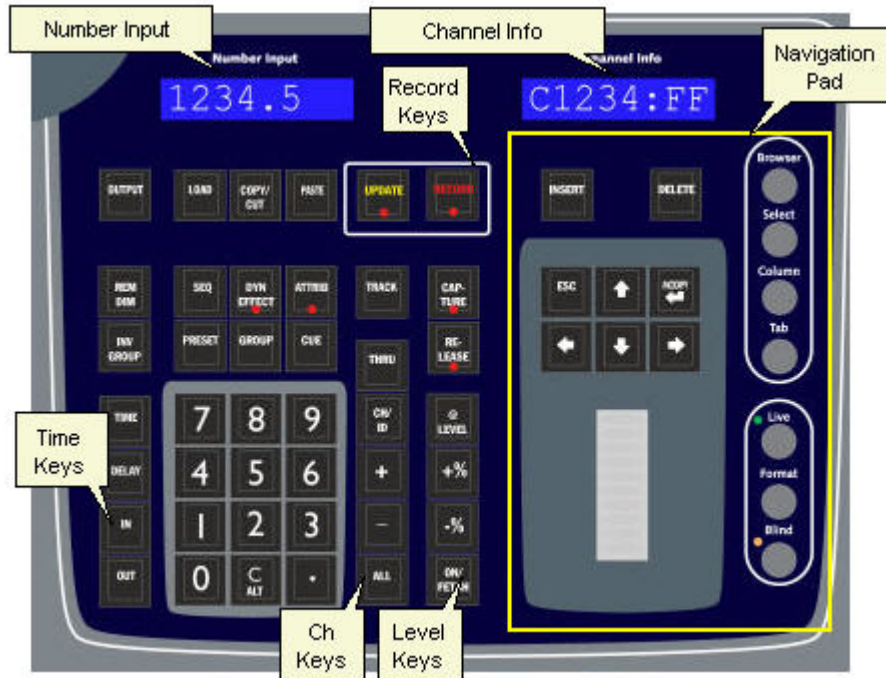 Number Input
Channel Info
Navigation
Pad
Number Input
Channel Info
1234.5
C1234:FF
Record
Keys
Browser
OUTPUT
LOAD
COPY/
CUT
PASTE
UPDATE
RECORD
INSERT
DELETE
Select
Column
REM
DIM
SEQ
DYN
EFFECT
ATTRIB
TRACK
CAP-
TURE
ESC
ACCEPT
Tab
INV
GROUP
PRESET
GROUP
CUE
THRU
RE-
LEASE
TIME
7
8
9
CH/
ID
@
LEVEL
Live
Time
Keys
DELAY
4
5
6
+
+%
Format
IN
1
2
3
-
-%
Blind
OUT
0
C
ALT
.
ALL
ON/
FETCH
Ch
Keys
Level
Keys